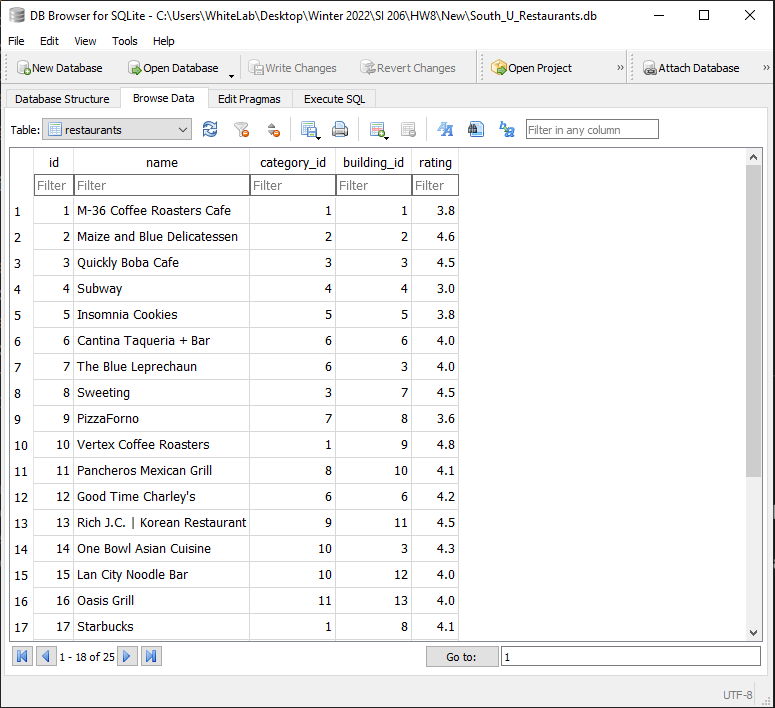 DB Browser for SQLite - C:\Users\WhiteLab\Desktop\Winter 2022\SI 206\HW8\New\South_U_Restaurants.db
File Edit View Tools Help
New Database Open Database Write Changes Revert Changes Open Project » Attach Database »
Database Structure Browse Data Edit Pragmas Execute SQL
Table: restaurants Filter in any column
id name category_id building_id rating
Filter Filter Filter Filter Filter
1 1 M-36 Coffee Roasters Cafe 1 1 3.8
2 2 Maize and Blue Delicatessen 2 2 4.6
3 3 Quickly Boba Cafe 3 3 4.5
4 4 Subway 4 4 3.0
5 5 Insomnia Cookies 5 5 3.8
6 6 Cantina Taqueria + Bar 6 6 4.0
7 7 The Blue Leprechaun 6 3 4.0
8 8 Sweeting 3 7 4.5
9 9 PizzaForno 7 8 3.6
10 10 Vertex Coffee Roasters 1 9 4.8
11 11 Pancheros Mexican Grill 8 10 4.1
12 12 Good Time Charley's 6 6 4.2
13 13 Rich J.C. | Korean Restaurant 9 11 4.5
14 14 One Bowl Asian Cuisine 10 3 4.3
15 15 Lan City Noodle Bar 10 12 4.0
16 16 Oasis Grill 11 13 4.0
17 17 Starbucks 1 8 4.1
1 - 18 of 25 Go to: 1
UTF-8